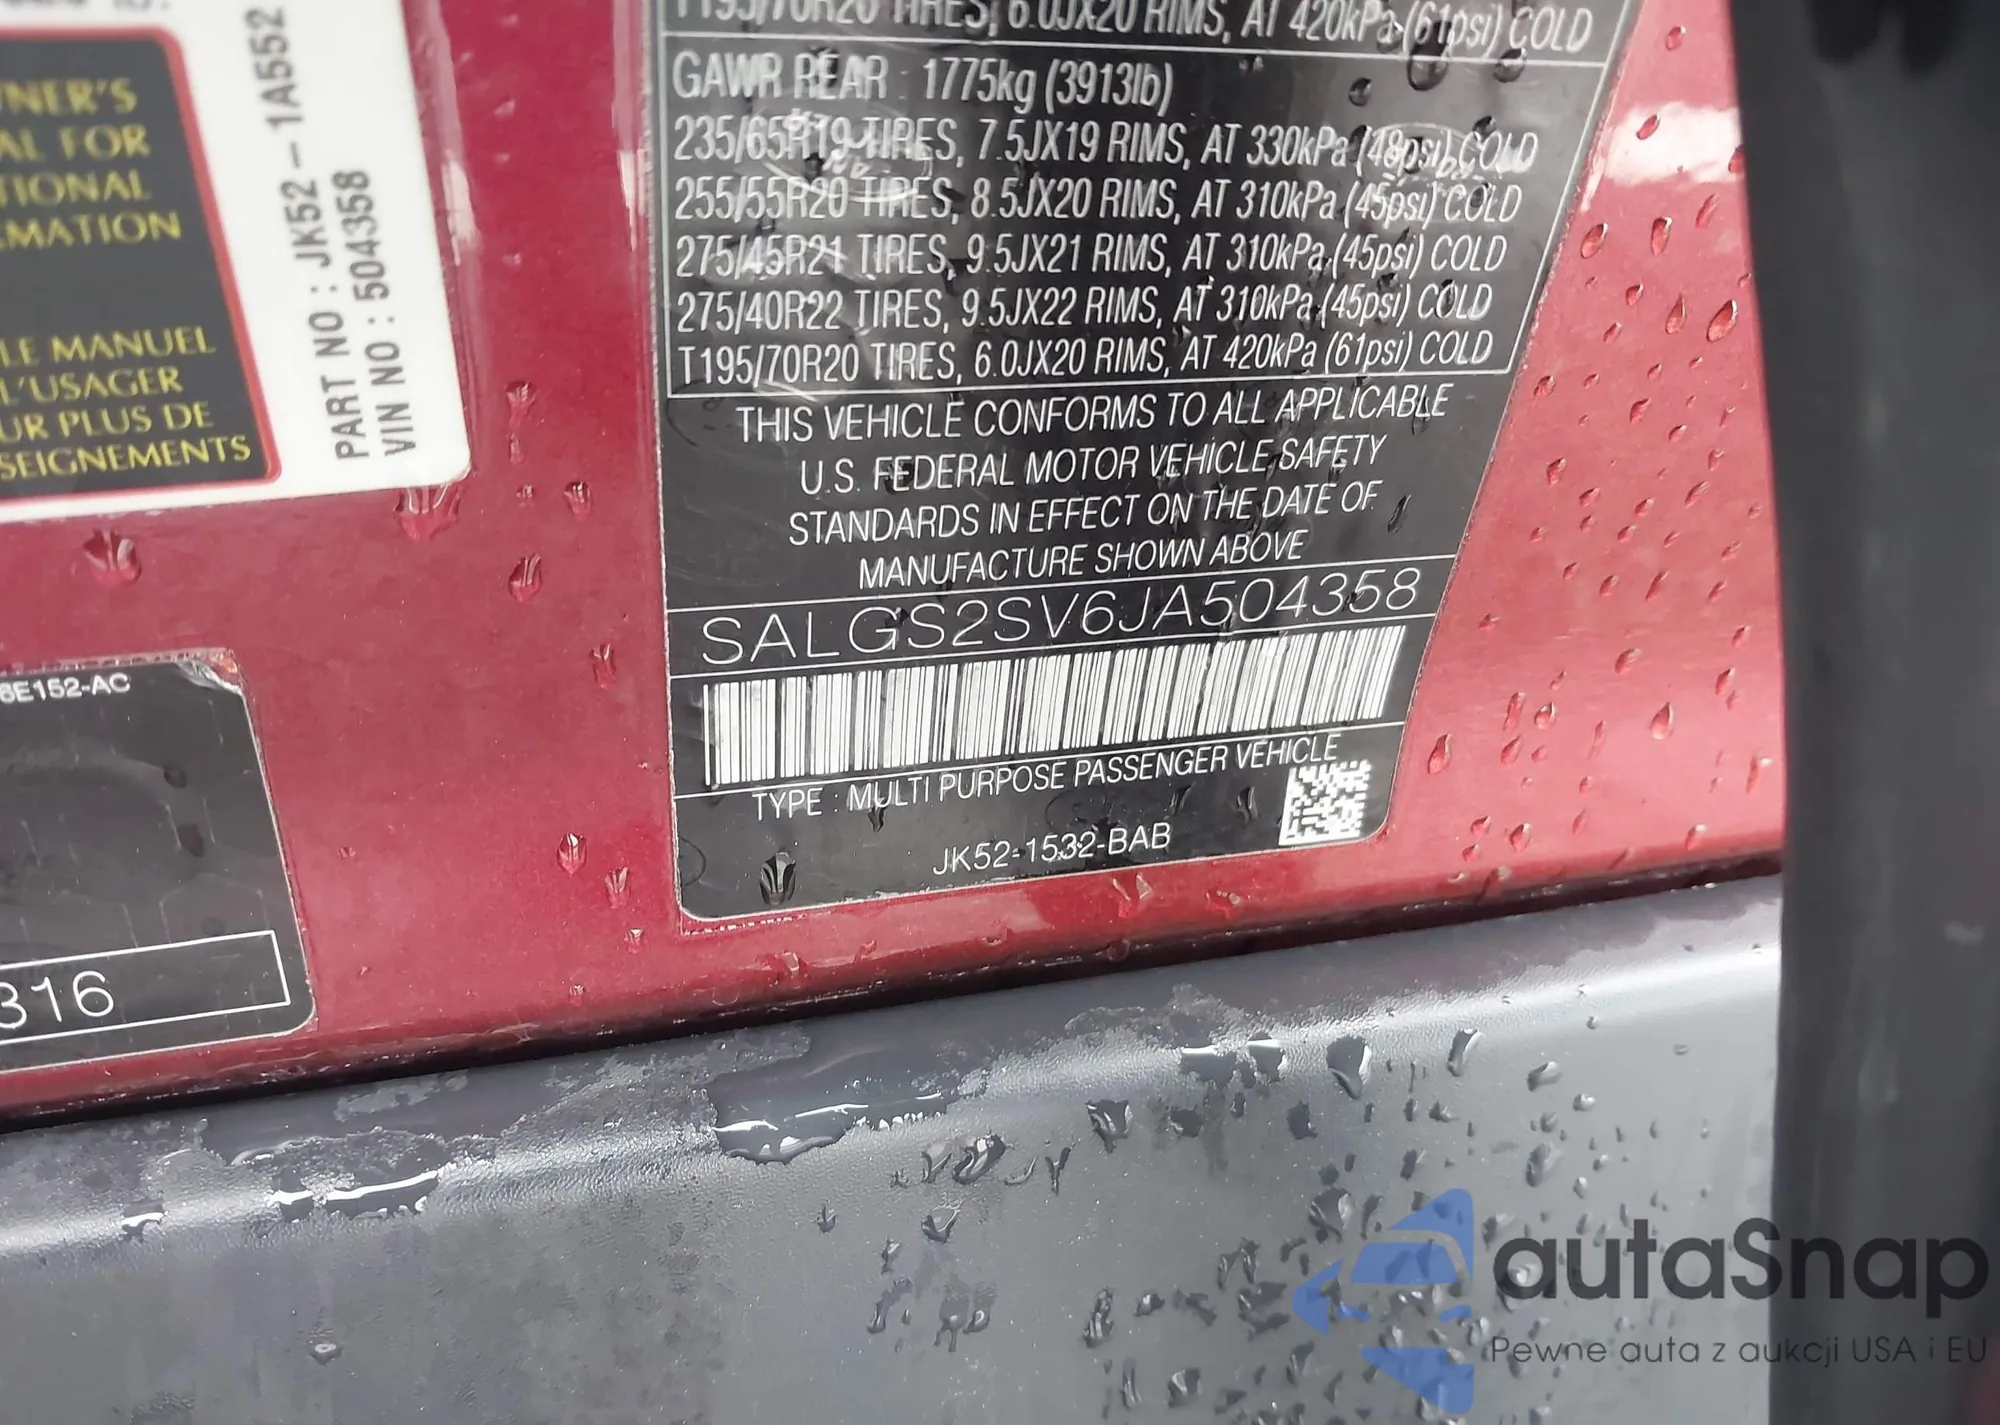 T195/70R20 TIRES, 6.0JX20 RIMS, AT 420kPa (61psi) COLD
GAWR REAR : 1775kg (3913lb)
235/65R19 TIRES, 7.5JX19 RIMS, AT 330kPa (48psi) COLD
255/55R20 TIRES, 8.5JX20 RIMS, AT 310kPa (45psi) COLD
275/45R21 TIRES, 9.5JX21 RIMS, AT 310kPa (45psi) COLD
275/40R22 TIRES, 9.5JX22 RIMS, AT 310kPa (45psi) COLD
T195/70R20 TIRES, 6.0JX20 RIMS, AT 420kPa (61psi) COLD
THIS VEHICLE CONFORMS TO ALL APPLICABLE
U.S. FEDERAL MOTOR VEHICLE SAFETY
STANDARDS IN EFFECT ON THE DATE OF
MANUFACTURE SHOWN ABOVE
SALGS2SV6JA504358
TYPE : MULTI PURPOSE PASSENGER VEHICLE
JK52-1532-BAB
NER'S
AL FOR
TIONAL
MATION
LE MANUEL
L'USAGER
UR PLUS DE
SEIGNEMENTS
PART NO : JK52 – 1A552
VIN NO : 504358
6E152-AC
316
autaSnap
Pewne auta z aukcji USA i EU